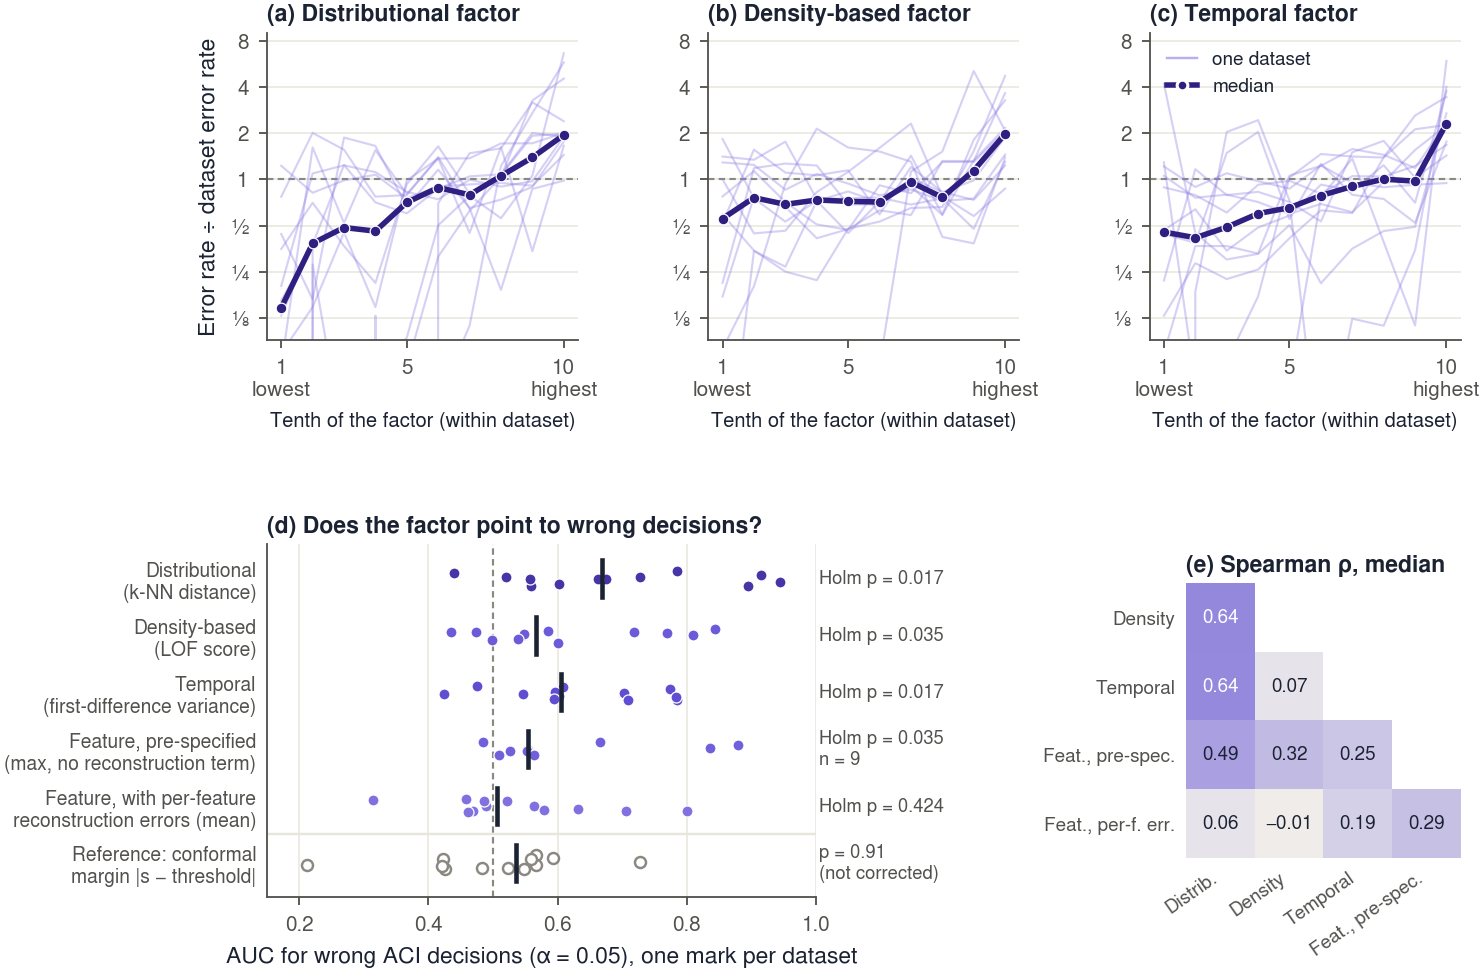 (a) Distributional factor
(b) Density-based factor
(c) Temporal factor
Error rate ÷ dataset error rate
8
4
2
1
½
¼
⅛
1
lowest
5
10
highest
Tenth of the factor (within dataset)
8
4
2
1
½
¼
⅛
1
lowest
5
10
highest
Tenth of the factor (within dataset)
8
4
2
1
½
¼
⅛
one dataset
median
1
lowest
5
10
highest
Tenth of the factor (within dataset)
(d) Does the factor point to wrong decisions?
Distributional
(k-NN distance)
Holm p = 0.017
Density-based
(LOF score)
Holm p = 0.035
Temporal
(first-difference variance)
Holm p = 0.017
Feature, pre-specified
(max, no reconstruction term)
Holm p = 0.035
n = 9
Feature, with per-feature
reconstruction errors (mean)
Holm p = 0.424
Reference: conformal
margin |s − threshold|
p = 0.91
(not corrected)
0.2
0.4
0.6
0.8
1.0
AUC for wrong ACI decisions (α = 0.05), one mark per dataset
(e) Spearman ρ, median
Density
0.64
Temporal
0.64
0.07
Feat., pre-spec.
0.49
0.32
0.25
Feat., per-f. err.
0.06
−0.01
0.19
0.29
Distrib.
Density
Temporal
Feat., pre-spec.